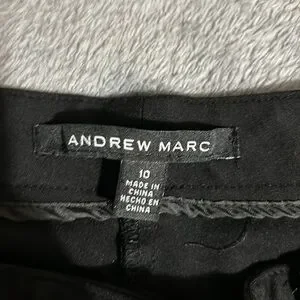 ANDREW MARC
10
MADE IN
CHINA
HECHO EN
CHINA